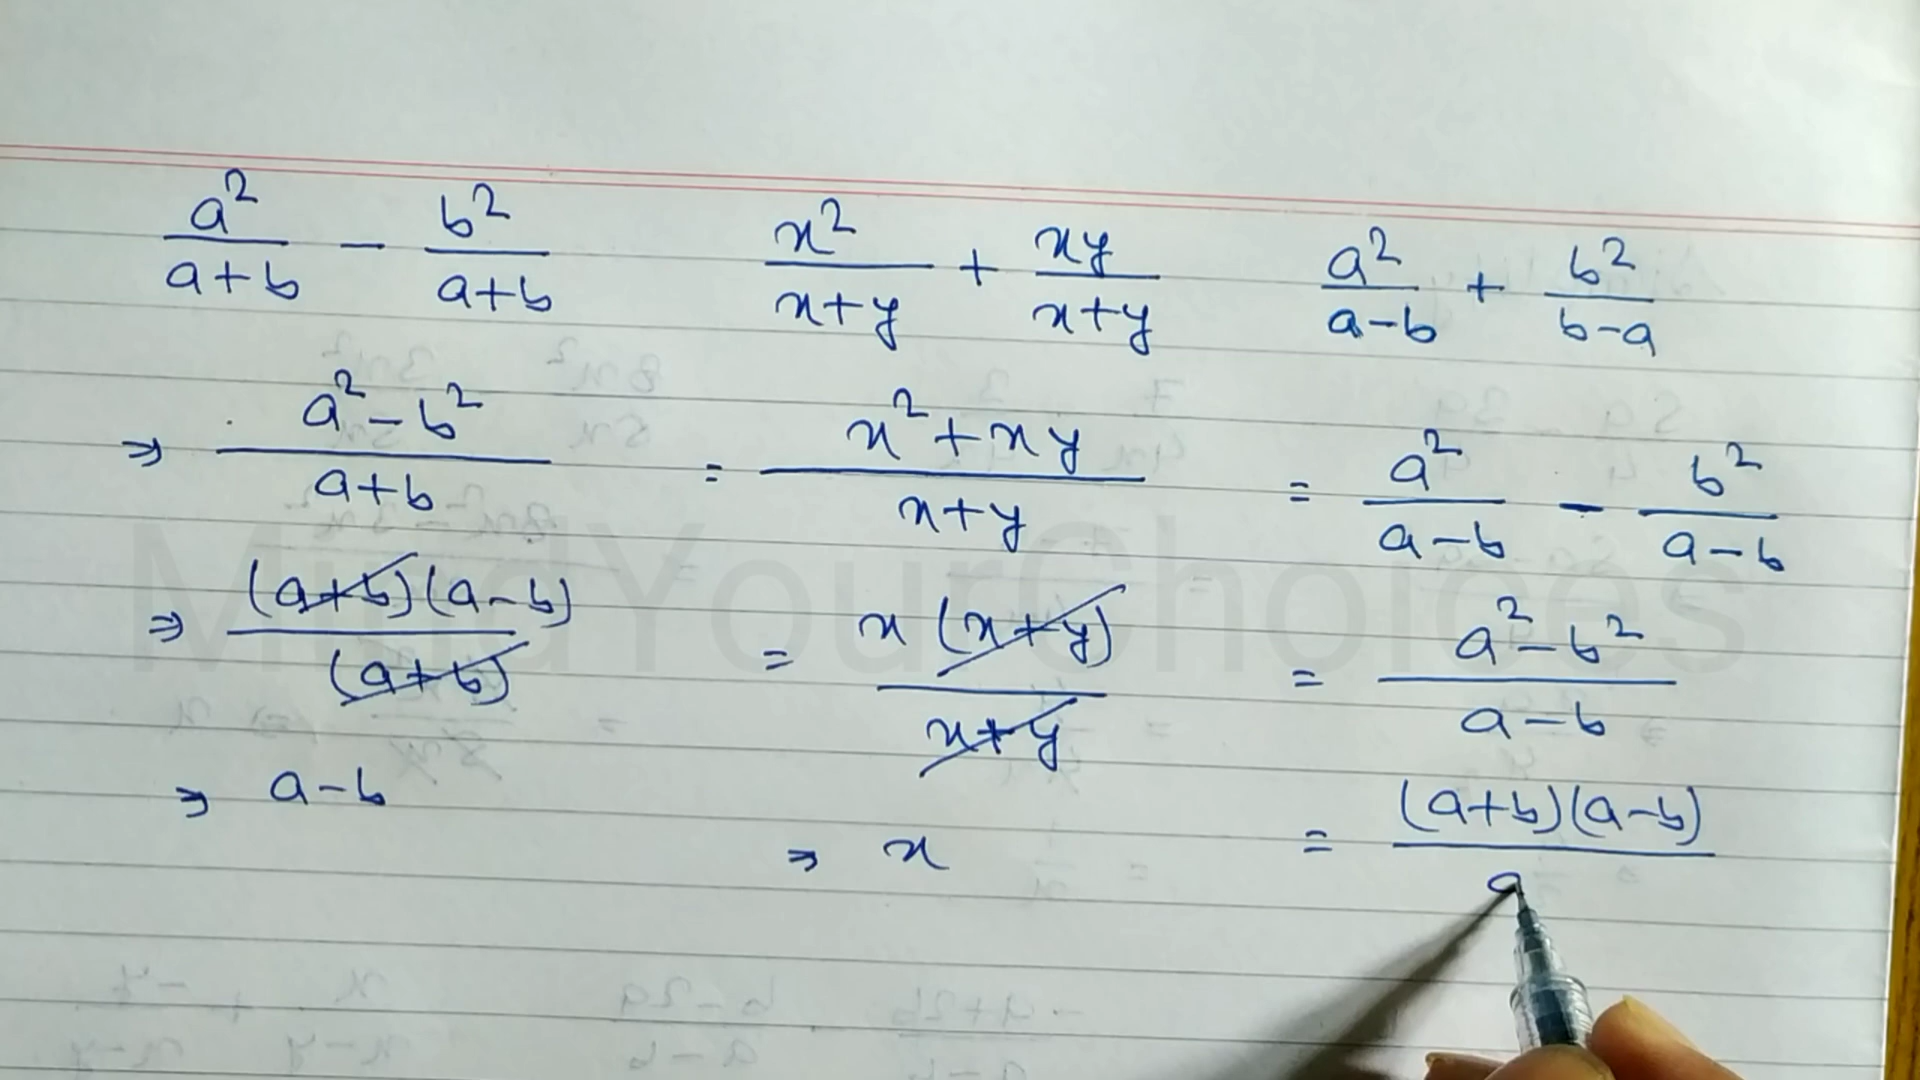 a²/(a+b) - b²/(a+b)
⇒ (a²-b²)/(a+b)
⇒ (a+b)(a-b)/(a+b)
⇒ a-b
x²/(x+y) + xy/(x+y)
= (x²+xy)/(x+y)
= x(x+y)/(x+y)
⇒ x
a²/(a-b) + b²/(b-a)
= a²/(a-b) - b²/(a-b)
= (a²-b²)/(a-b)
= (a+b)(a-b)/a
MindYourChoices